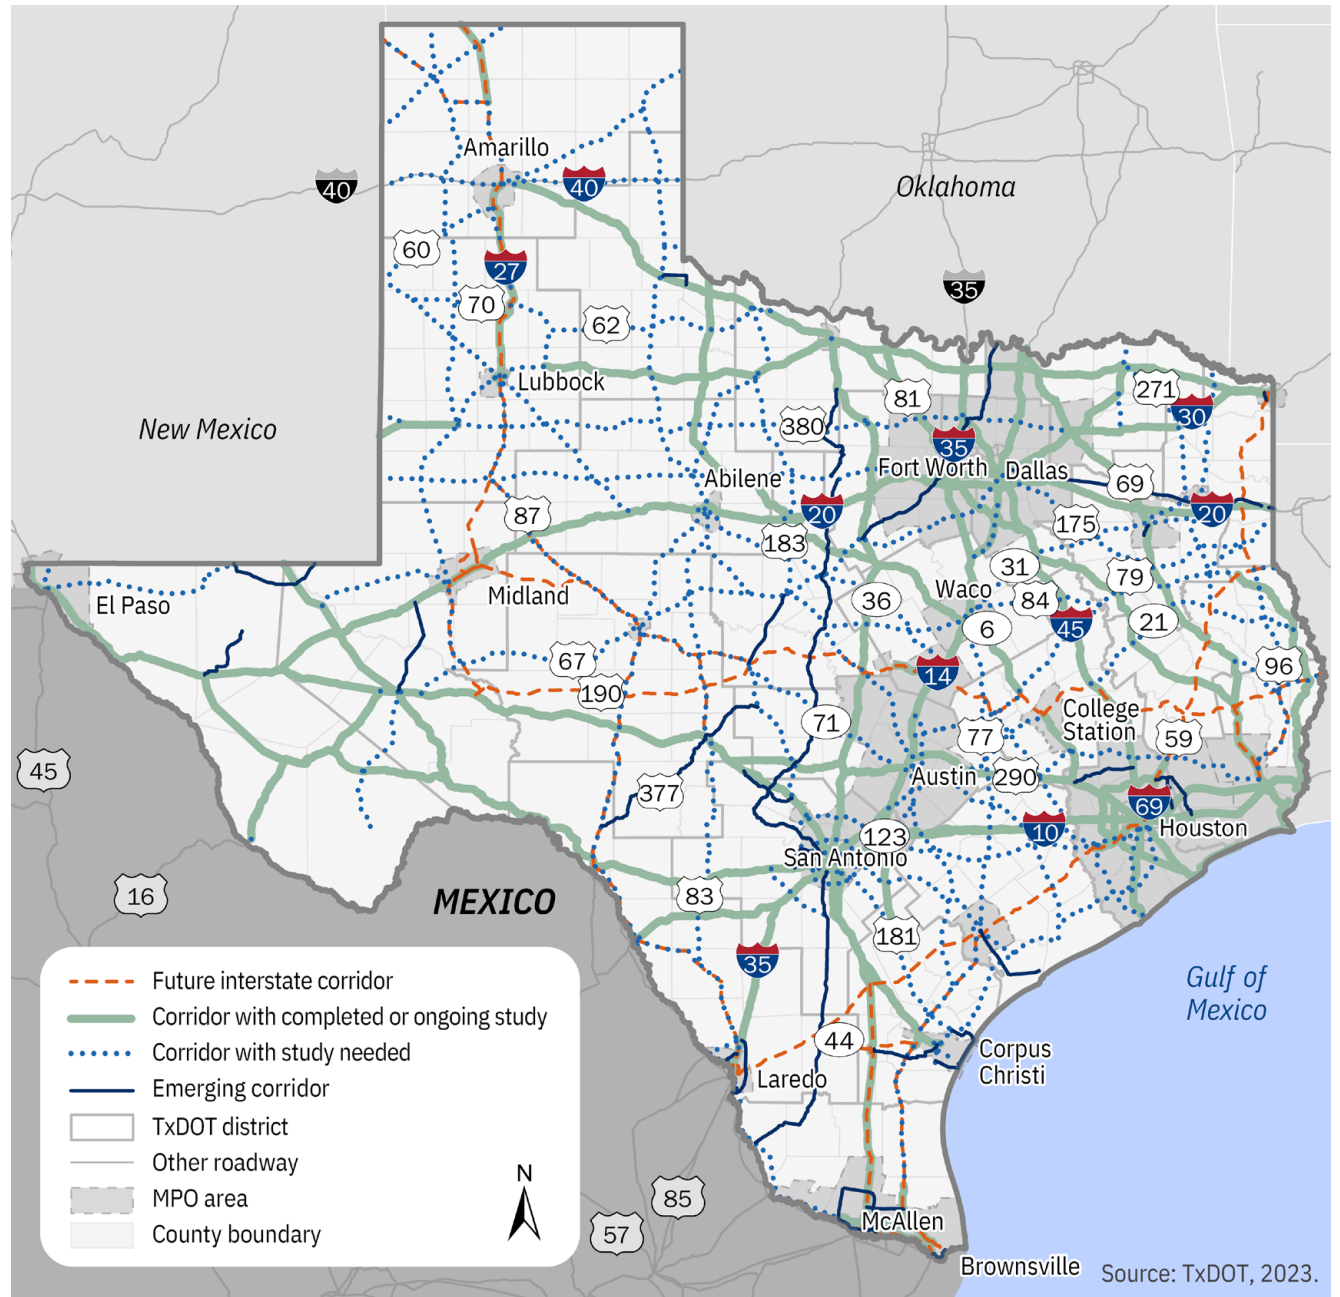 Amarillo
40
40
Oklahoma
60
27
35
70
62
Lubbock
81
271
30
New Mexico
380
35
Fort Worth
Dallas
Abilene
69
87
20
20
183
175
31
79
El Paso
Midland
Waco
84
36
6
45
21
67
14
96
190
71
College
Station
77
59
45
Austin
290
377
69
10
Houston
123
San Antonio
16
MEXICO
83
181
35
Gulf of
Mexico
44
Corpus
Christi
Laredo
85
57
McAllen
Brownsville
Future interstate corridor
Corridor with completed or ongoing study
Corridor with study needed
Emerging corridor
TxDOT district
Other roadway
MPO area
County boundary
N
Source: TxDOT, 2023.